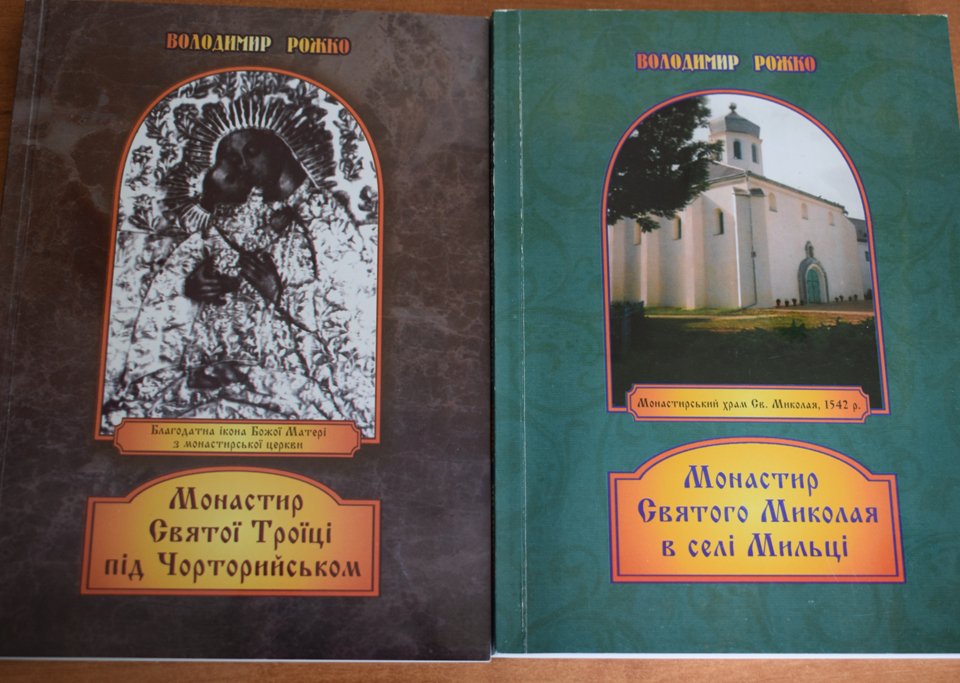 ВОЛОДИМИР РОЖКО
Благодатна ікона Божої Матері
з монастирської церкви
Монастир
Святої Троїці
під Чорторийськом
ВОЛОДИМИР РОЖКО
Монастирський храм Св. Миколая, 1542 р.
Монастир
Святого Миколая
в селі Мильці